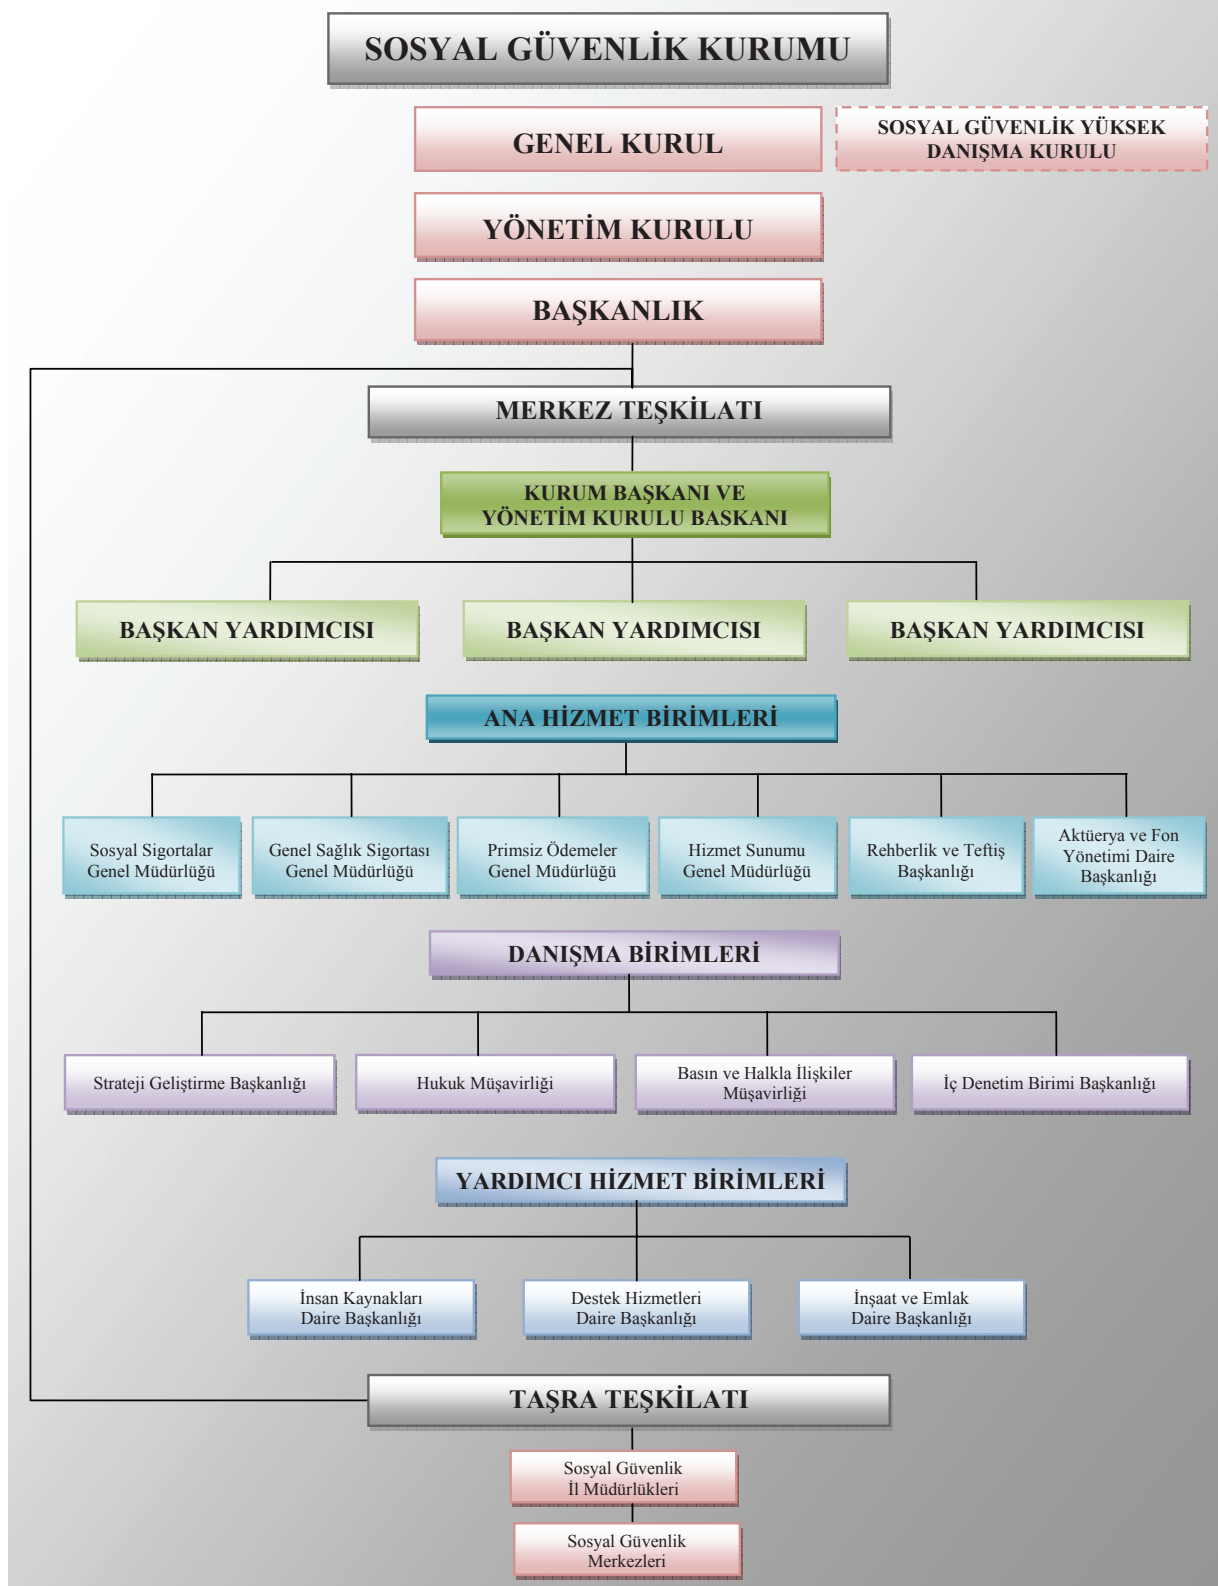 SOSYAL GÜVENLİK KURUMU
GENEL KURUL
SOSYAL GÜVENLİK YÜKSEK
DANIŞMA KURULU
YÖNETİM KURULU
BAŞKANLIK
MERKEZ TEŞKİLATI
KURUM BAŞKANI VE
YÖNETİM KURULU BAŞKANI
BAŞKAN YARDIMCISI
BAŞKAN YARDIMCISI
BAŞKAN YARDIMCISI
ANA HİZMET BİRİMLERİ
Sosyal Sigortalar
Genel Müdürlüğü
Genel Sağlık Sigortası
Genel Müdürlüğü
Primsiz Ödemeler
Genel Müdürlüğü
Hizmet Sunumu
Genel Müdürlüğü
Rehberlik ve Teftiş
Başkanlığı
Aktüerya ve Fon
Yönetimi Daire
Başkanlığı
DANIŞMA BİRİMLERİ
Strateji Geliştirme Başkanlığı
Hukuk Müşavirliği
Basın ve Halkla İlişkiler
Müşavirliği
İç Denetim Birimi Başkanlığı
YARDIMCI HİZMET BİRİMLERİ
İnsan Kaynakları
Daire Başkanlığı
Destek Hizmetleri
Daire Başkanlığı
İnşaat ve Emlak
Daire Başkanlığı
TAŞRA TEŞKİLATI
Sosyal Güvenlik
İl Müdürlükleri
Sosyal Güvenlik
Merkezleri